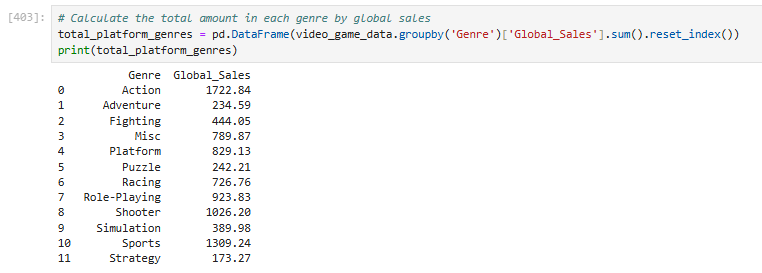 [403]: # Calculate the total amount in each genre by global sales
total_platform_genres = pd.DataFrame(video_game_data.groupby('Genre')['Global_Sales'].sum().reset_index())
print(total_platform_genres)
Genre Global_Sales
0 Action 1722.84
1 Adventure 234.59
2 Fighting 444.05
3 Misc 789.87
4 Platform 829.13
5 Puzzle 242.21
6 Racing 726.76
7 Role-Playing 923.83
8 Shooter 1026.20
9 Simulation 389.98
10 Sports 1309.24
11 Strategy 173.27